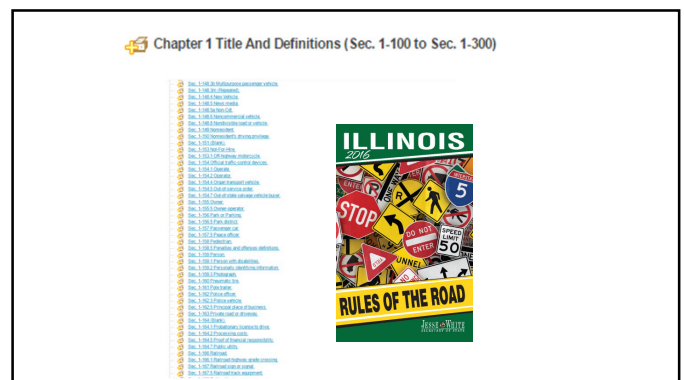 Chapter 1 Title And Definitions (Sec. 1-100 to Sec. 1-300)
Sec. 1-148.3b Multipurpose passenger vehicle.
Sec. 1-148.3m (Repealed).
Sec. 1-148.4 New Vehicle.
Sec. 1-148.5 News media.
Sec. 1-148.6a Non-CDL
Sec. 1-148.6 Noncommercial vehicle.
Sec. 1-148.8 Nondivisible load or vehicle.
Sec. 1-149 Nonresident.
Sec. 1-150 Nonresident's driving privilege.
Sec. 1-151 (Blank).
Sec. 1-153 Not-For-Hire.
Sec. 1-153.1 Off-highway motorcycle.
Sec. 1-154 Official traffic-control devices.
Sec. 1-154.1 Operate.
Sec. 1-154.2 Operator.
Sec. 1-154.5 Organ transport vehicle.
Sec. 1-154.6 Out-of-service order.
Sec. 1-154.7 Out-of-state salvage vehicle buyer.
Sec. 1-155 Owner.
Sec. 1-155.5 Owner-operator.
Sec. 1-156 Park or Parking.
Sec. 1-156.5 Park district.
Sec. 1-157 Passenger car.
Sec. 1-157.5 Peace officer.
Sec. 1-158 Pedestrian.
Sec. 1-158.5 Penalties and offenses definitions.
Sec. 1-159 Person.
Sec. 1-159.1 Person with disabilities.
Sec. 1-159.2 Personally identifying information.
Sec. 1-159.3 Photograph.
Sec. 1-160 Pneumatic tire.
Sec. 1-161 Pole trailer.
Sec. 1-162 Police officer.
Sec. 1-162.3 Police vehicle.
Sec. 1-162.5 Principal place of business.
Sec. 1-163 Private road or driveway.
Sec. 1-164 (Blank).
Sec. 1-164.1 Probationary license to drive.
Sec. 1-164.2 Processing costs.
Sec. 1-164.5 Proof of financial responsibility.
Sec. 1-164.7 Public utility.
Sec. 1-166 Railroad.
Sec. 1-166.1 Railroad-highway grade crossing.
Sec. 1-167 Railroad sign or signal.
Sec. 1-167.5 Railroad track equipment.
ILLINOIS
2016
ENTER
ONE WAY
R
INTERSTATE
5
STOP
DO NOT
ENTER
SPEED
LIMIT
50
TUNNEL
RULES OF THE ROAD
JESSE WHITE
SECRETARY OF STATE